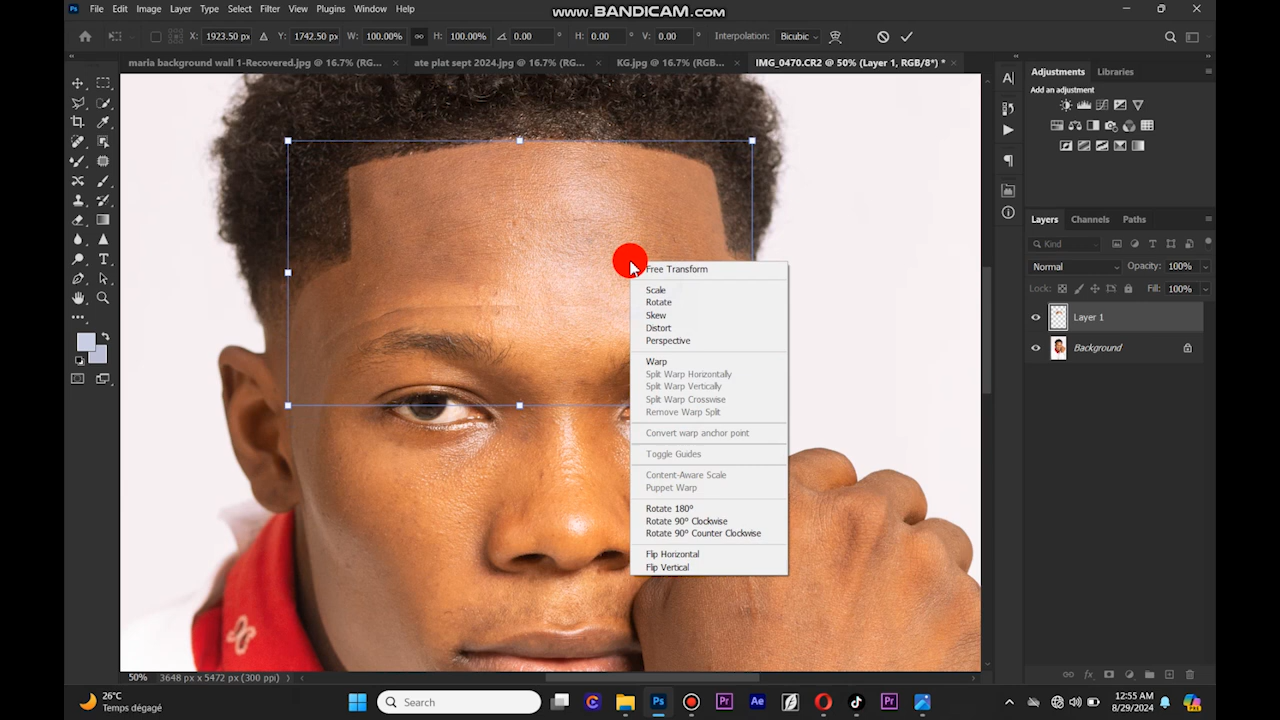 www.BANDICAM.com
Ps File Edit Image Layer Type Select Filter View Plugins Window Help
X: 1923.50 px Y: 1742.50 px W: 100.00% H: 100.00% 0.00 ° H: 0.00 ° V: 0.00 ° Interpolation: Bicubic
maria background wall 1-Recovered.jpg @ 16.7% (RG... × ate plat sept 2024.jpg @ 16.7% (RG... × KG.jpg @ 16.7% (RGB... × IMG_0470.CR2 @ 50% (Layer 1, RGB/8*) * ×
Adjustments Libraries
Add an adjustment
Layers Channels Paths
Kind
Normal Opacity: 100%
Lock: Fill: 100%
Layer 1
Background
Free Transform
Scale
Rotate
Skew
Distort
Perspective
Warp
Split Warp Horizontally
Split Warp Vertically
Split Warp Crosswise
Remove Warp Split
Convert warp anchor point
Toggle Guides
Content-Aware Scale
Puppet Warp
Rotate 180°
Rotate 90° Clockwise
Rotate 90° Counter Clockwise
Flip Horizontal
Flip Vertical
50% 3648 px x 5472 px (300 ppi)
26°C
Temps dégagé
Search
Ps Pr Ae Pr
12:55 AM
8/29/2024